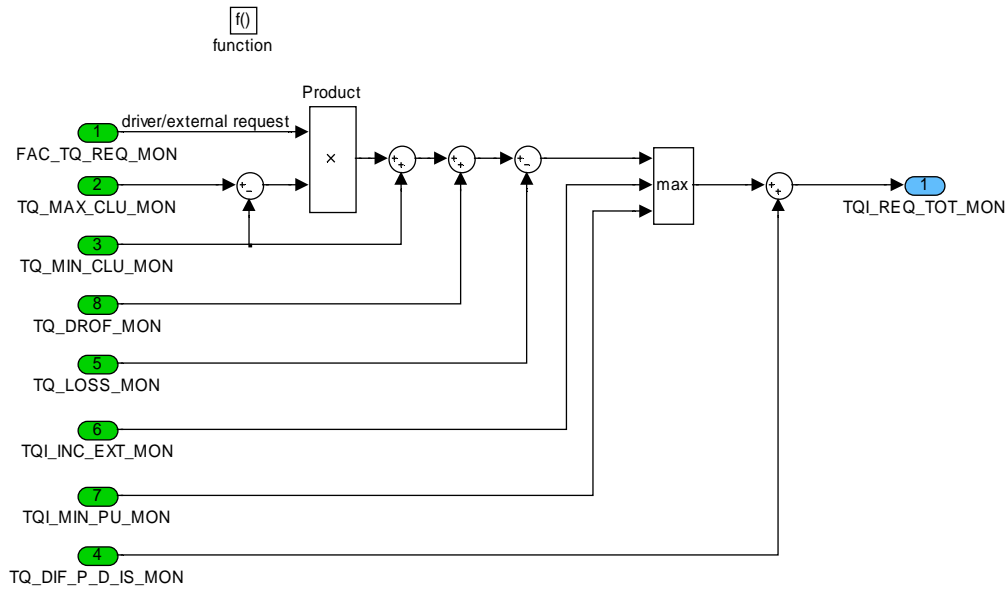 f()
function
Product
driver/external request
1
FAC_TQ_REQ_MON
×
2
TQ_MAX_CLU_MON
+
-
+
+
+
+
+
-
max
+
+
1
TQI_REQ_TOT_MON
3
TQ_MIN_CLU_MON
8
TQ_DROF_MON
5
TQ_LOSS_MON
6
TQI_INC_EXT_MON
7
TQI_MIN_PU_MON
4
TQ_DIF_P_D_IS_MON